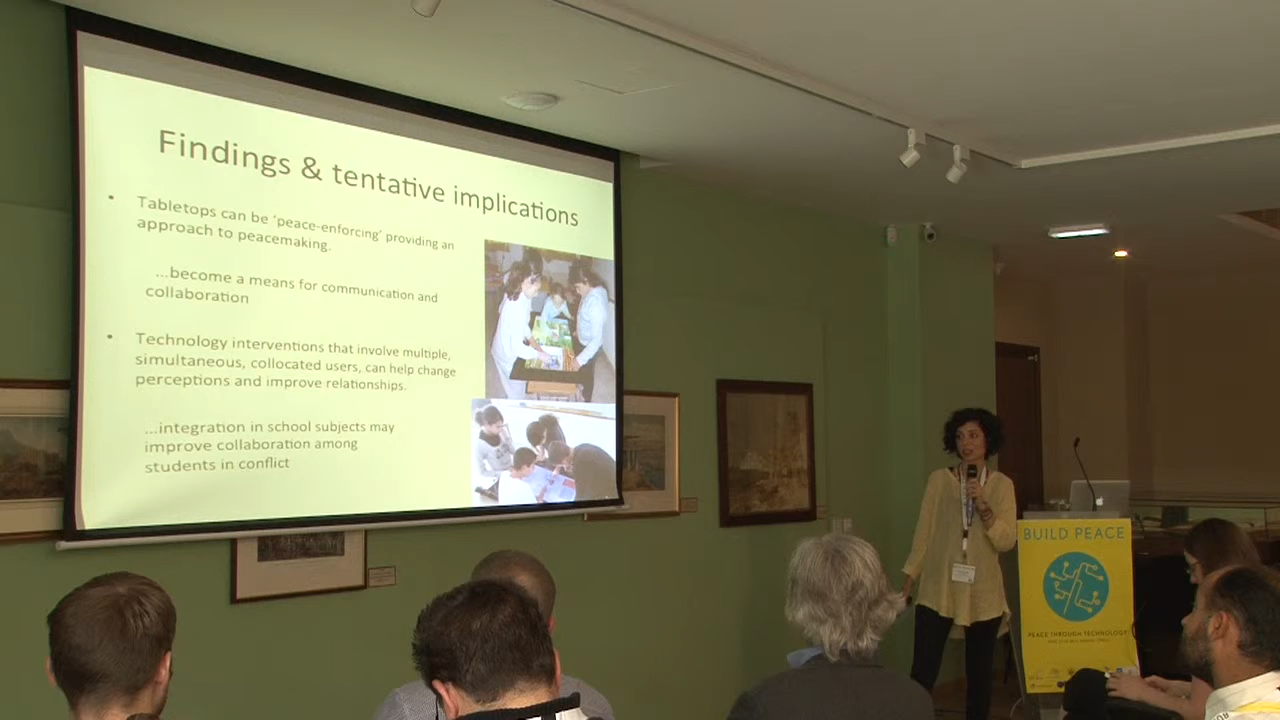 Findings & tentative implications
• Tabletops can be 'peace-enforcing' providing an
approach to peacemaking.
...become a means for communication and
collaboration
• Technology interventions that involve multiple,
simultaneous, collocated users, can help change
perceptions and improve relationships.
...integration in school subjects may
improve collaboration among
students in conflict
BUILD PEACE
PEACE THROUGH TECHNOLOGY